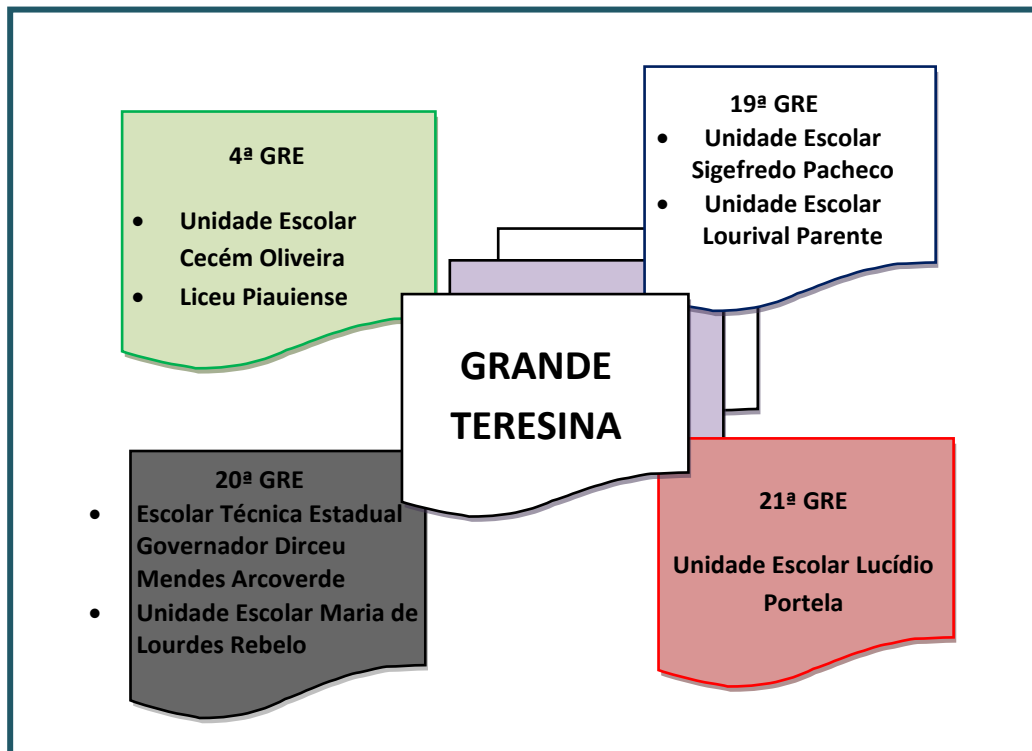 4ª GRE
• Unidade Escolar
Cecém Oliveira
• Liceu Piauiense
19ª GRE
• Unidade Escolar
Sigefredo Pacheco
• Unidade Escolar
Lourival Parente
GRANDE
TERESINA
20ª GRE
• Escolar Técnica Estadual
Governador Dirceu
Mendes Arcoverde
• Unidade Escolar Maria de
Lourdes Rebelo
21ª GRE
Unidade Escolar Lucídio
Portela